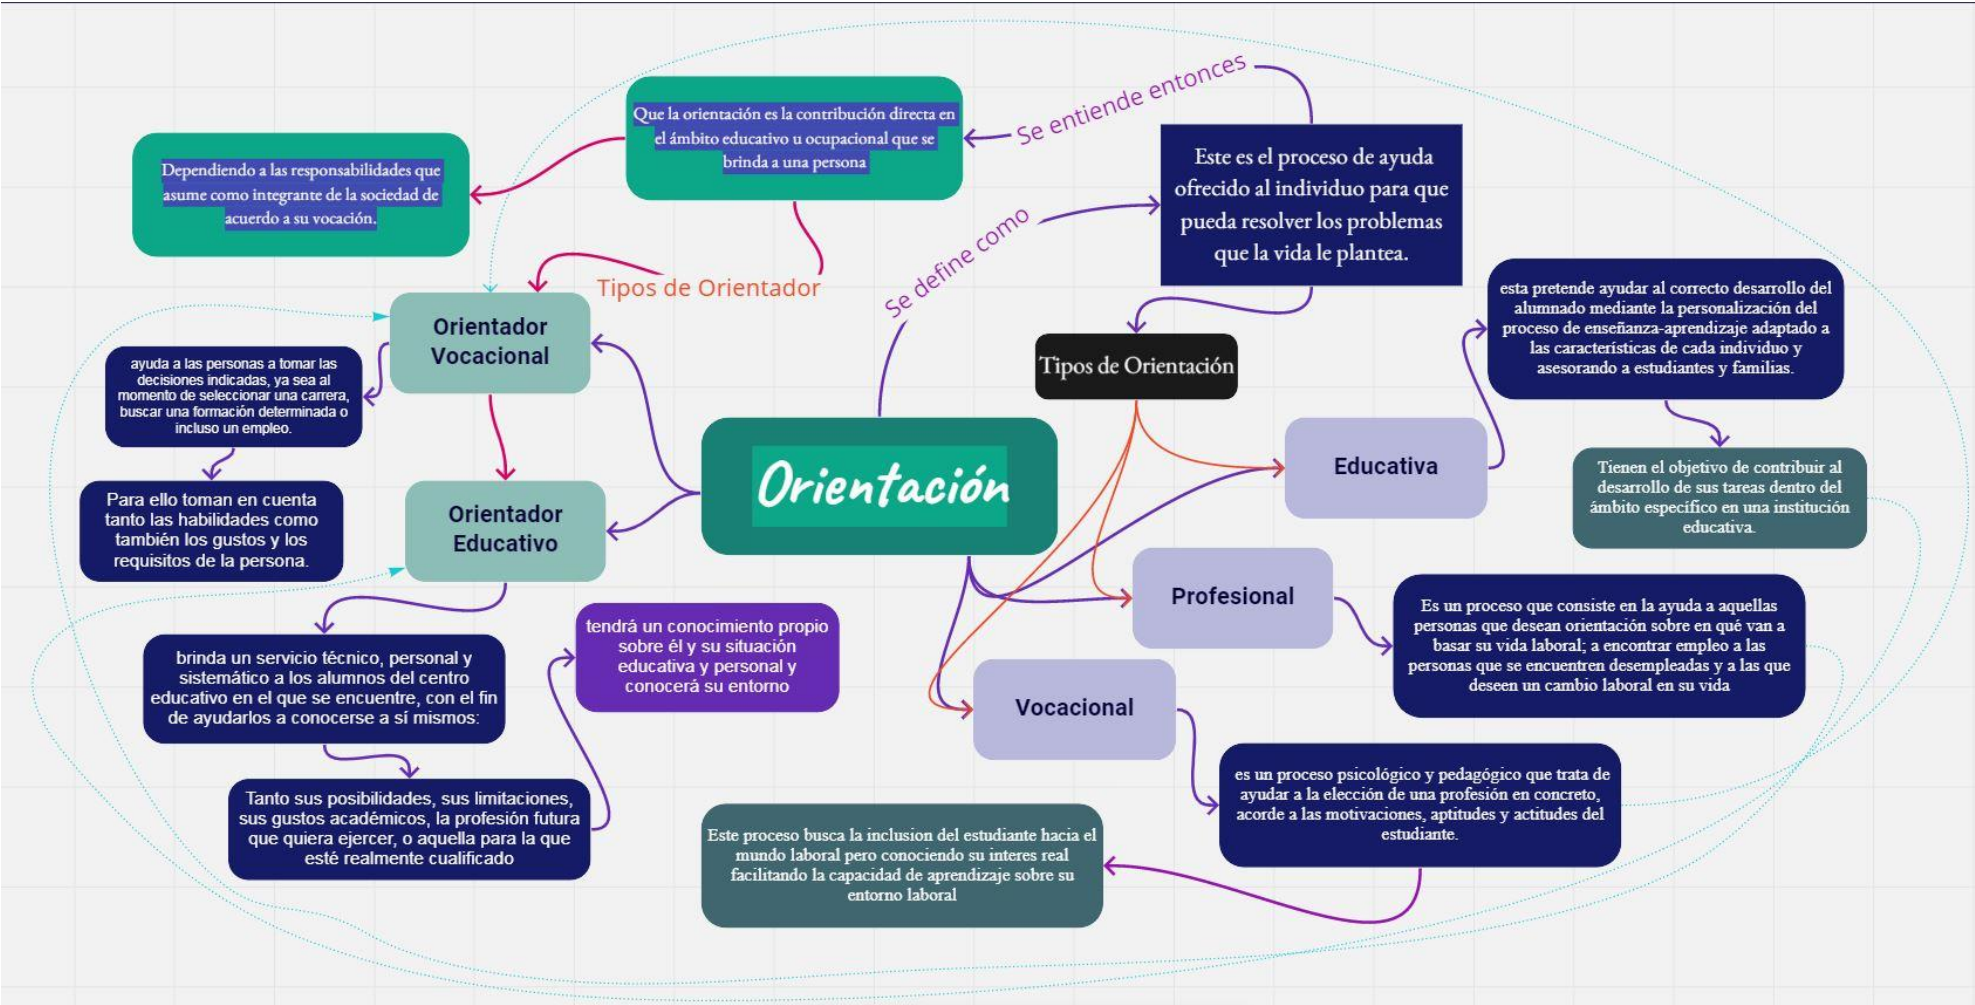 Se entiende entonces
Que la orientación es la contribución directa en
el ámbito educativo u ocupacional que se
brinda a una persona
Dependiendo a las responsabilidades que
asume como integrante de la sociedad de
acuerdo a su vocación.
Este es el proceso de ayuda
ofrecido al individuo para que
pueda resolver los problemas
que la vida le plantea.
Se define como
Tipos de Orientador
Orientador
Vocacional
ayuda a las personas a tomar las
decisiones indicadas, ya sea al
momento de seleccionar una carrera,
buscar una formación determinada o
incluso un empleo.
Para ello toman en cuenta
tanto las habilidades como
también los gustos y los
requisitos de la persona.
Orientador
Educativo
brinda un servicio técnico, personal y
sistemático a los alumnos del centro
educativo en el que se encuentre, con el fin
de ayudarlos a conocerse a sí mismos:
Tanto sus posibilidades, sus limitaciones,
sus gustos académicos, la profesión futura
que quiera ejercer, o aquella para la que
esté realmente cualificado
tendrá un conocimiento propio
sobre él y su situación
educativa y personal y
conocerá su entorno
Orientación
Tipos de Orientación
Educativa
esta pretende ayudar al correcto desarrollo del
alumnado mediante la personalización del
proceso de enseñanza-aprendizaje adaptado a
las características de cada individuo y
asesorando a estudiantes y familias.
Tienen el objetivo de contribuir al
desarrollo de sus tareas dentro del
ámbito específico en una institución
educativa.
Profesional
Es un proceso que consiste en la ayuda a aquellas
personas que desean orientación sobre en qué van a
basar su vida laboral; a encontrar empleo a las
personas que se encuentren desempleadas y a las que
deseen un cambio laboral en su vida
Vocacional
es un proceso psicológico y pedagógico que trata de
ayudar a la elección de una profesión en concreto,
acorde a las motivaciones, aptitudes y actitudes del
estudiante.
Este proceso busca la inclusion del estudiante hacia el
mundo laboral pero conociendo su interes real
facilitando la capacidad de aprendizaje sobre su
entorno laboral